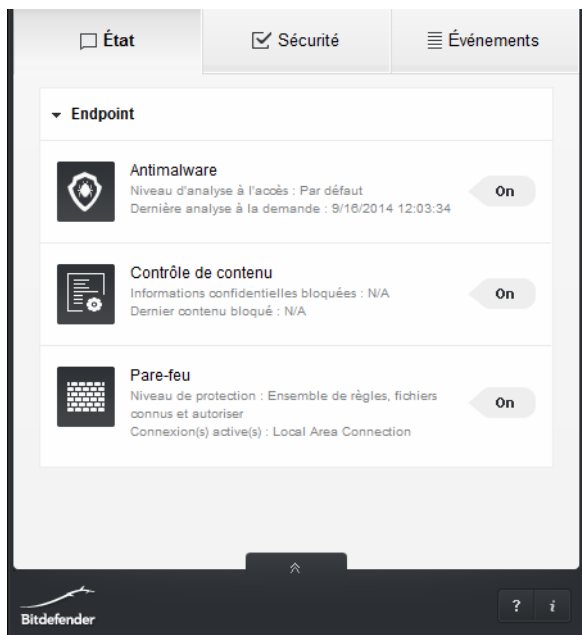 État
Sécurité
Événements
Endpoint
Antimalware
Niveau d'analyse à l'accès : Par défaut
Dernière analyse à la demande : 9/16/2014 12:03:34
On
Contrôle de contenu
Informations confidentielles bloquées : N/A
Dernier contenu bloqué : N/A
On
Pare-feu
Niveau de protection : Ensemble de règles, fichiers
connus et autoriser
Connexion(s) active(s) : Local Area Connection
On
Bitdefender
? i